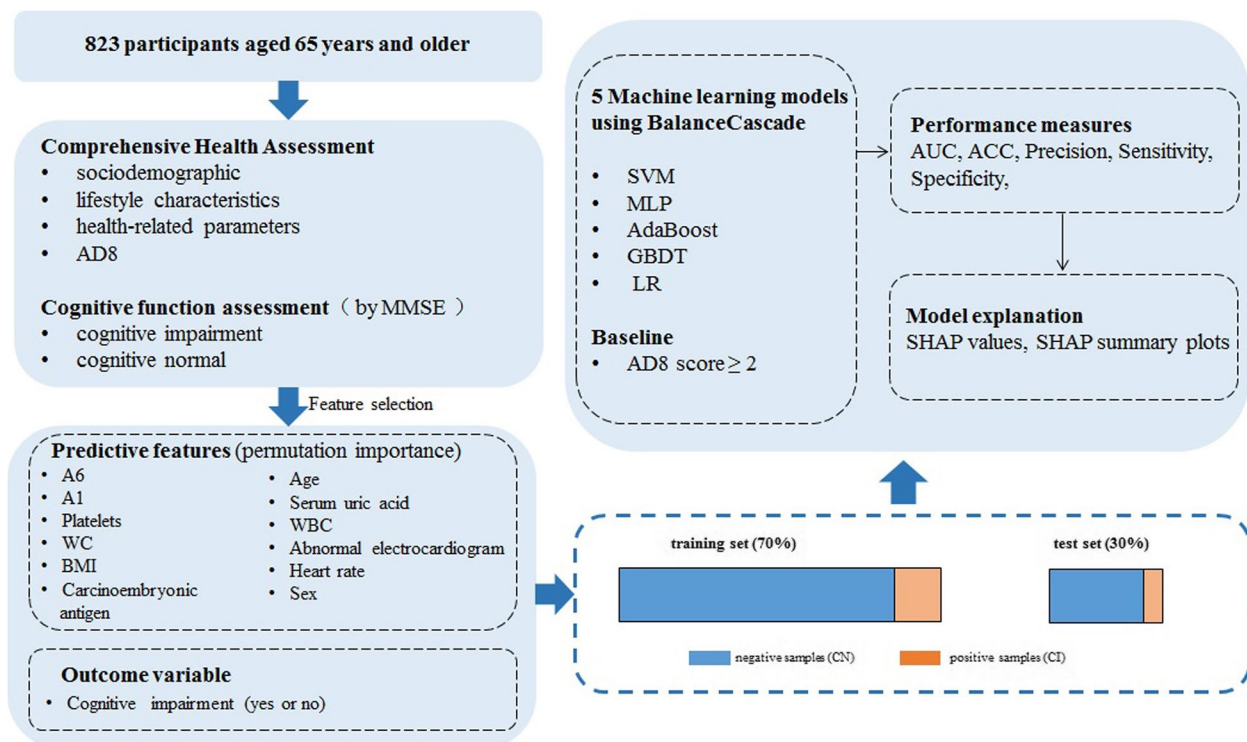 823 participants aged 65 years and older
Comprehensive Health Assessment
• sociodemographic
• lifestyle characteristics
• health-related parameters
• AD8
Cognitive function assessment（by MMSE）
• cognitive impairment
• cognitive normal
Feature selection
Predictive features (permutation importance)
• A6
• A1
• Platelets
• WC
• BMI
• Carcinoembryonic
antigen
• Age
• Serum uric acid
• WBC
• Abnormal electrocardiogram
• Heart rate
• Sex
Outcome variable
• Cognitive impairment (yes or no)
training set (70%)
test set (30%)
negative samples (CN)
positive samples (CI)
5 Machine learning models
using BalanceCascade
• SVM
• MLP
• AdaBoost
• GBDT
• LR
Baseline
• AD8 score ≥ 2
Performance measures
AUC, ACC, Precision, Sensitivity,
Specificity,
Model explanation
SHAP values, SHAP summary plots